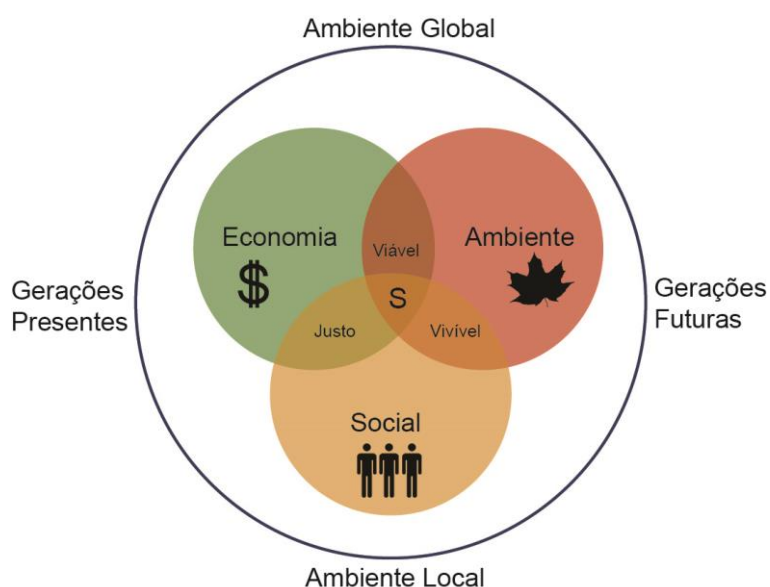 Ambiente Global
Economia
$
Viável
Ambiente
Gerações
Presentes
S
Gerações
Futuras
Justo
Vivível
Social
Ambiente Local